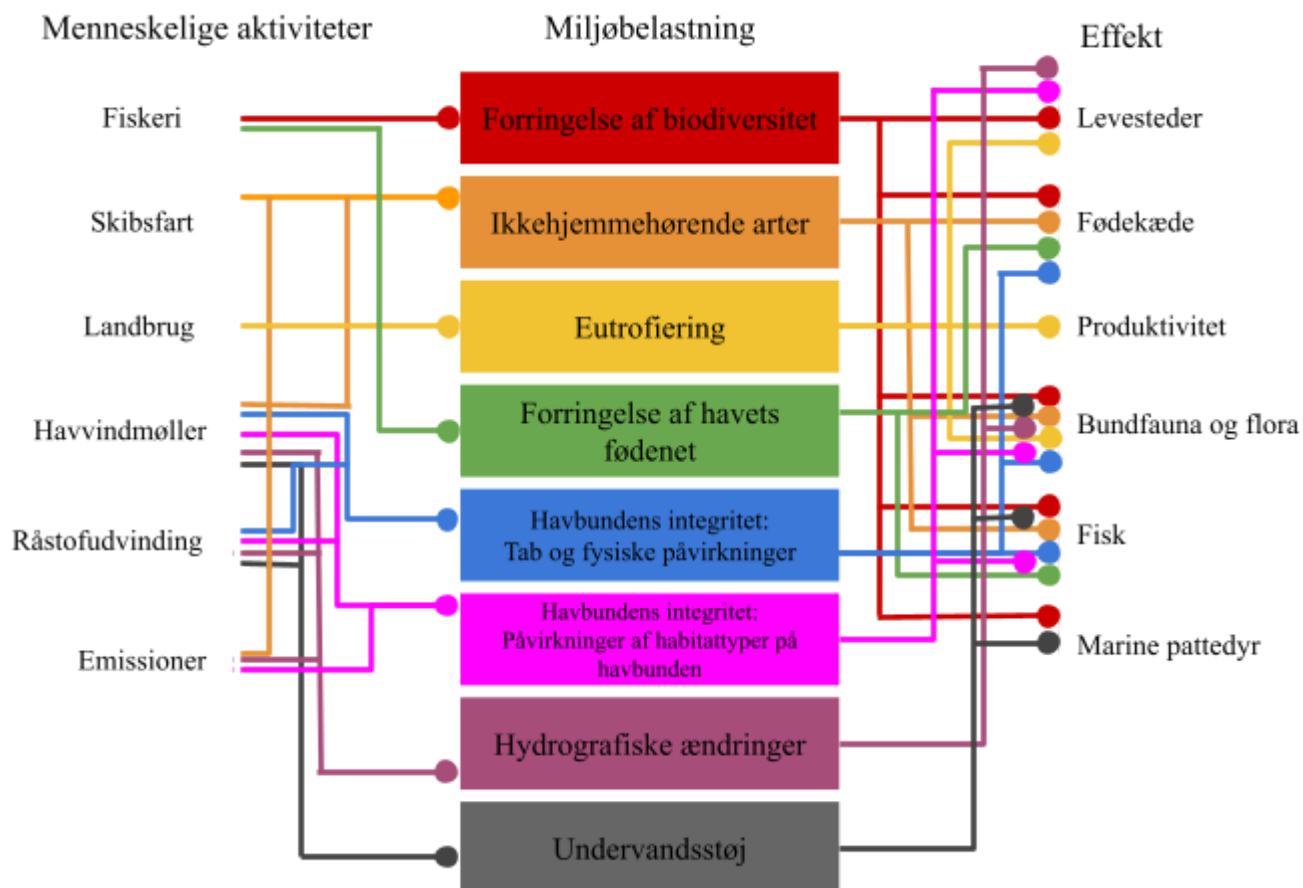 Menneskelige aktiviteter
Miljøbelastning
Effekt
Fiskeri
Skibsfart
Landbrug
Havvindmøller
Råstofudvinding
Emissioner
Forringelse af biodiversitet
Ikkehjemmehørende arter
Eutrofiering
Forringelse af havets
fødenet
Havbundens integritet:
Tab og fysiske påvirkninger
Havbundens integritet:
Påvirkninger af habitattyper på
havbunden
Hydrografiske ændringer
Undervandsstøj
Levesteder
Fødekæde
Produktivitet
Bundfauna og flora
Fisk
Marine pattedyr